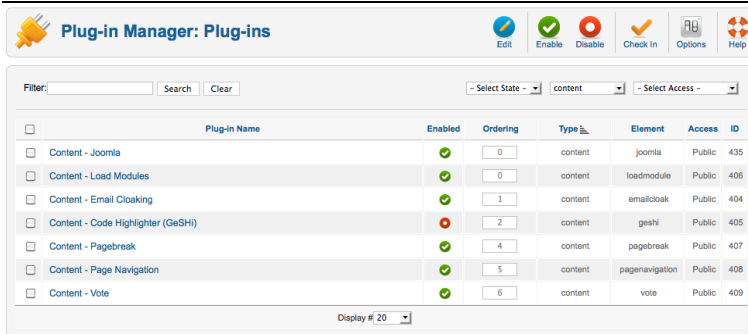 Plug-in Manager: Plug-ins
Edit Enable Disable Check In Options Help
Filter: Search Clear - Select State - content - Select Access -
Plug-in Name Enabled Ordering Type Element Access ID
Content - Joomla 0 content joomla Public 435
Content - Load Modules 0 content loadmodule Public 406
Content - Email Cloaking 1 content emailcloak Public 404
Content - Code Highlighter (GeSHi) 2 content geshi Public 405
Content - Pagebreak 4 content pagebreak Public 407
Content - Page Navigation 5 content pagenavigation Public 408
Content - Vote 6 content vote Public 409
Display # 20